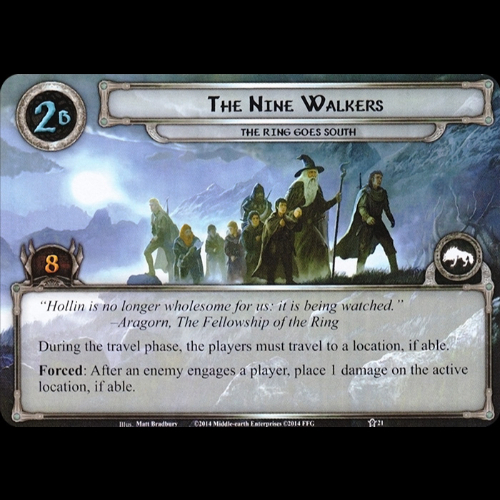 2B
THE NINE WALKERS
THE RING GOES SOUTH
8
“Hollin is no longer wholesome for us: it is being watched.”
–Aragorn, The Fellowship of the Ring
During the travel phase, the players must travel to a location, if able.
Forced: After an enemy engages a player, place 1 damage on the active
location, if able.
Illus. Matt Bradbury ©2014 Middle-earth Enterprises ©2014 FFG 21